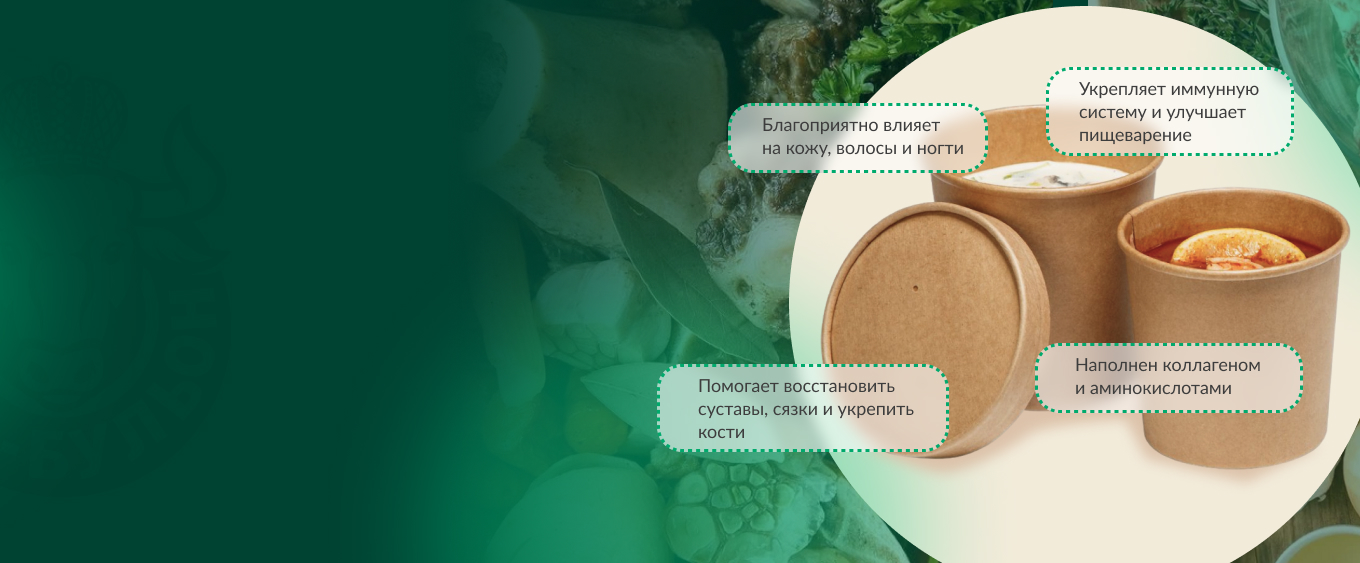 Благоприятно влияет
на кожу, волосы и ногти
Укрепляет иммунную
систему и улучшает
пищеварение
Помогает восстановить
суставы, сязки и укрепить
кости
Наполнен коллагеном
и аминокислотами